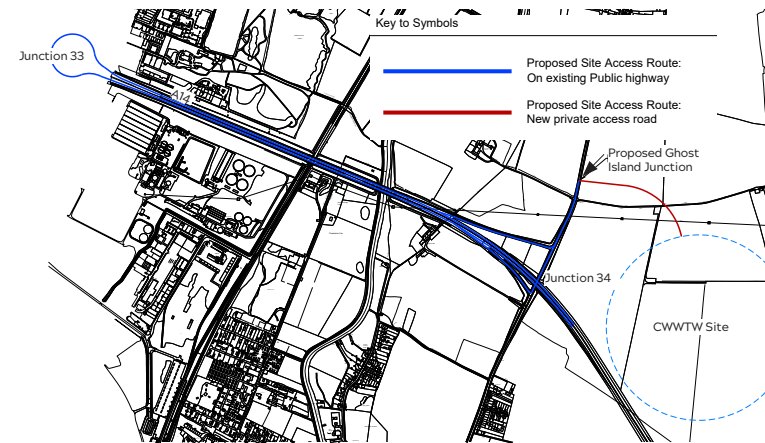 Key to Symbols
Proposed Site Access Route:
On existing Public highway
Proposed Site Access Route:
New private access road
Junction 33
A14
Proposed Ghost
Island Junction
Junction 34
CWWTW Site